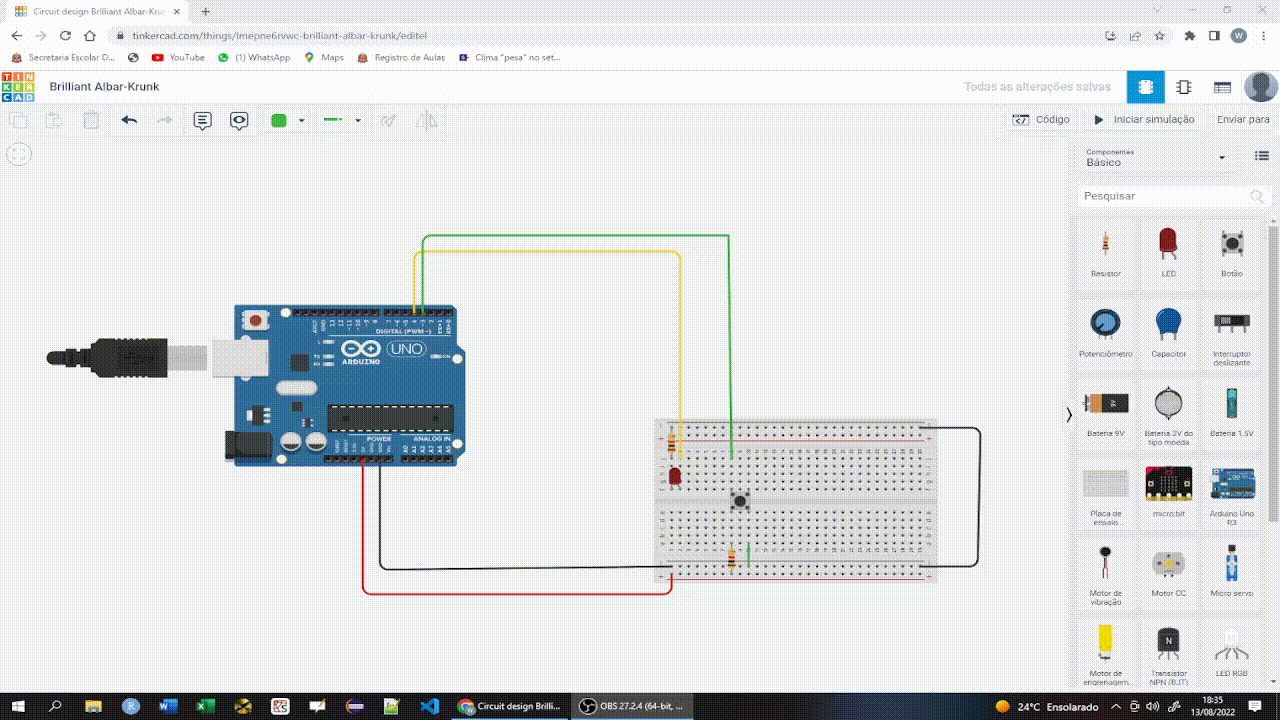 Circuit design Brilliant Albar-Kru
tinkercad.com/things/lmepne6rvwc-brilliant-albar-krunk/editel
Secretaria Escolar D...
YouTube
(1) WhatsApp
Maps
Registro de Aulas
Clima "pesa" no set...
TIN
KER
CAD
Brilliant Albar-Krunk
Todas as alterações salvas
Código
Iniciar simulação
Enviar para
Componentes
Básico
Pesquisar
Resistor
LED
Botão
Potenciômetro
Capacitor
Interruptor
deslizante
Bateria 9V
Bateria 3V do
tipo moeda
Bateria 1,5V
Placa de
ensaio...
micro:bit
Arduino Uno
R3
Motor de
vibração
Motor CC
Micro servo
Motor de
engrenagem...
Transistor
NPN (BJT)
LED RGB
DIGITAL (PWM~)
UNO
ARDUINO
ON
TX
RX
POWER
ANALOG IN
Circuit design Brilli...
OBS 27.2.4 (64-bit, ...
24°C Ensolarado
18:35
13/08/2022